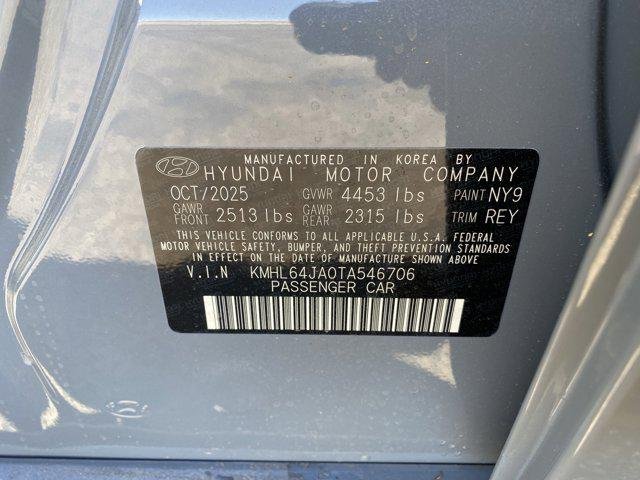 MANUFACTURED IN KOREA BY
HYUNDAI MOTOR COMPANY
OCT/2025 GVWR 4453 lbs PAINT NY9
GAWR FRONT 2513 lbs GAWR REAR 2315 lbs TRIM REY
THIS VEHICLE CONFORMS TO ALL APPLICABLE U.S.A. FEDERAL
MOTOR VEHICLE SAFETY, BUMPER, AND THEFT PREVENTION STANDARDS
IN EFFECT ON THE DATE OF MANUFACTURE SHOWN ABOVE
V.I.N KMHL64JA0TA546706
PASSENGER CAR